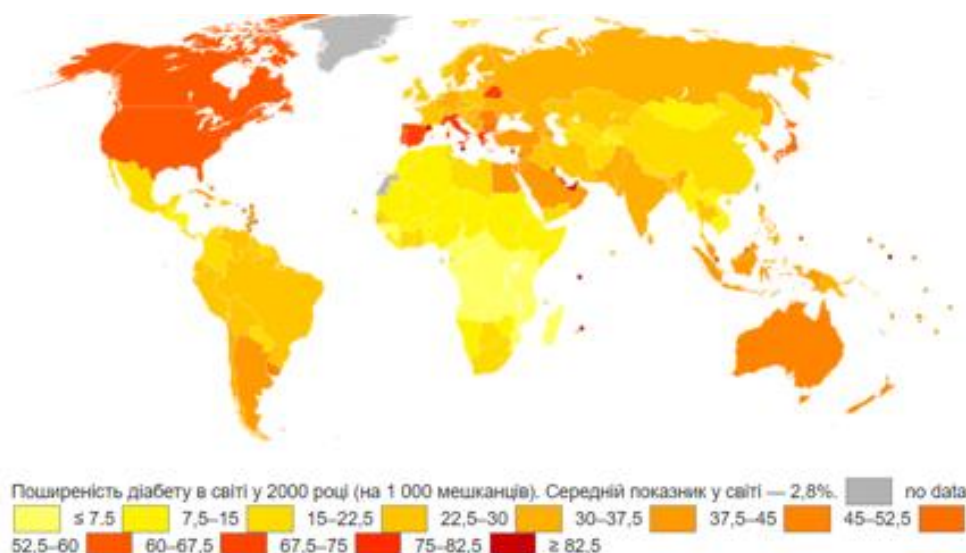 Поширеність діабету в світі у 2000 році (на 1 000 мешканців). Середній показник у світі — 2,8%. no data
≤ 7.5 7,5–15 15–22,5 22,5–30 30–37,5 37,5–45 45–52,5
52,5–60 60–67,5 67,5–75 75–82,5 ≥ 82,5